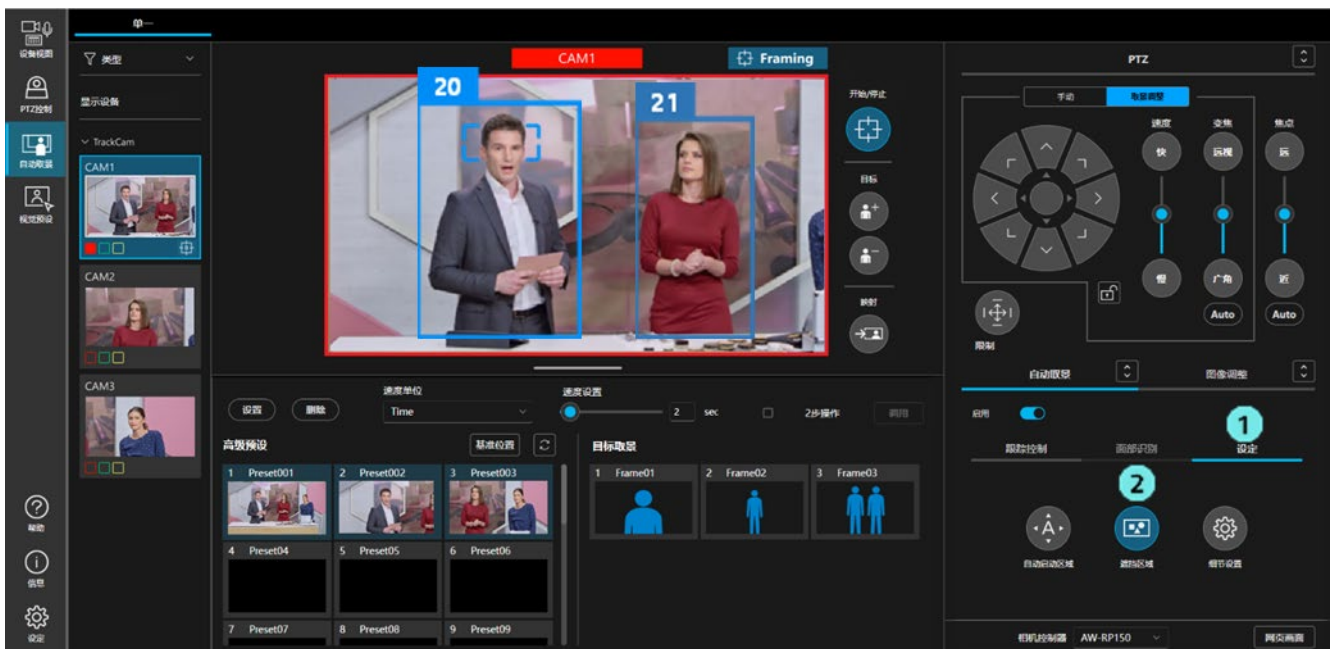 单一
设备视图
PTZ控制
自动取景
视觉预设
帮助
信息
设定
类型
显示设备
TrackCam
CAM1
CAM2
CAM3
CAM1
Framing
20
21
开始/停止
目标
映射
设置
删除
速度单位
Time
速度设置
2 sec
2步操作
调用
高级预设
基准位置
1 Preset001
2 Preset002
3 Preset003
4 Preset04
5 Preset05
6 Preset06
7 Preset07
8 Preset08
9 Preset09
目标取景
1 Frame01
2 Frame02
3 Frame03
PTZ
手动
取景调整
速度
变焦
焦点
快
远摄
远
慢
广角
近
Auto
Auto
限制
自动取景
图像调整
启用
1
跟踪控制
面部识别
设定
2
A
自动启动区域
遮挡区域
细节设置
相机控制器
AW-RP150
网页画面